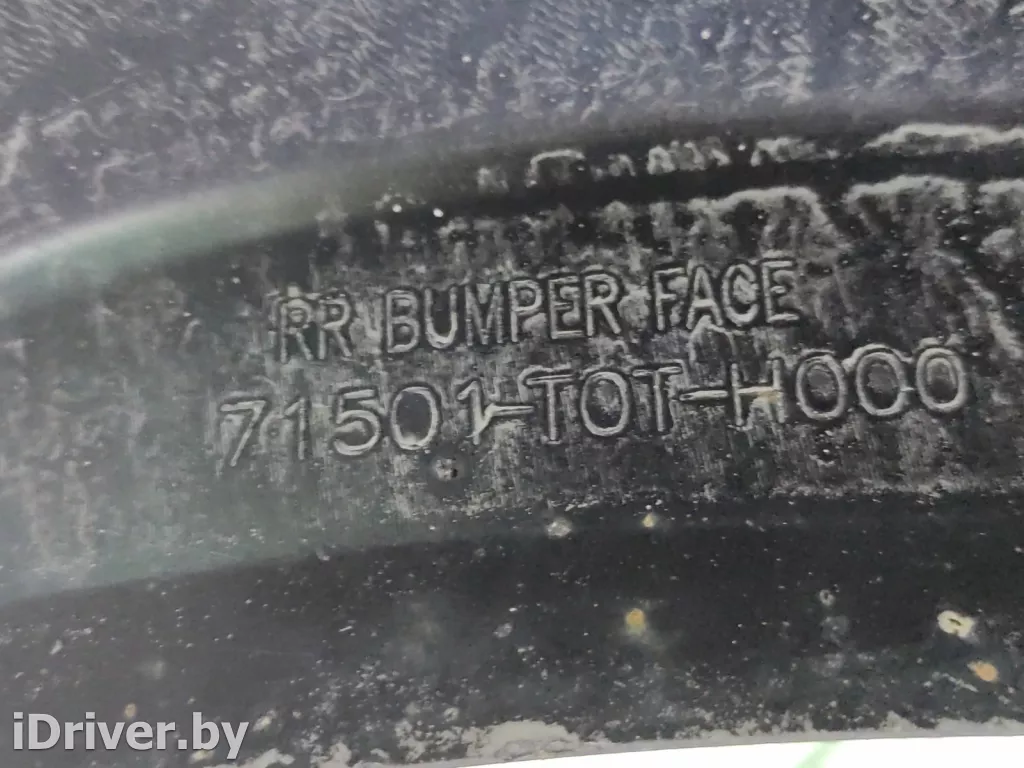 RR BUMPER FACE
71501-T0T-H000
iDriver.by